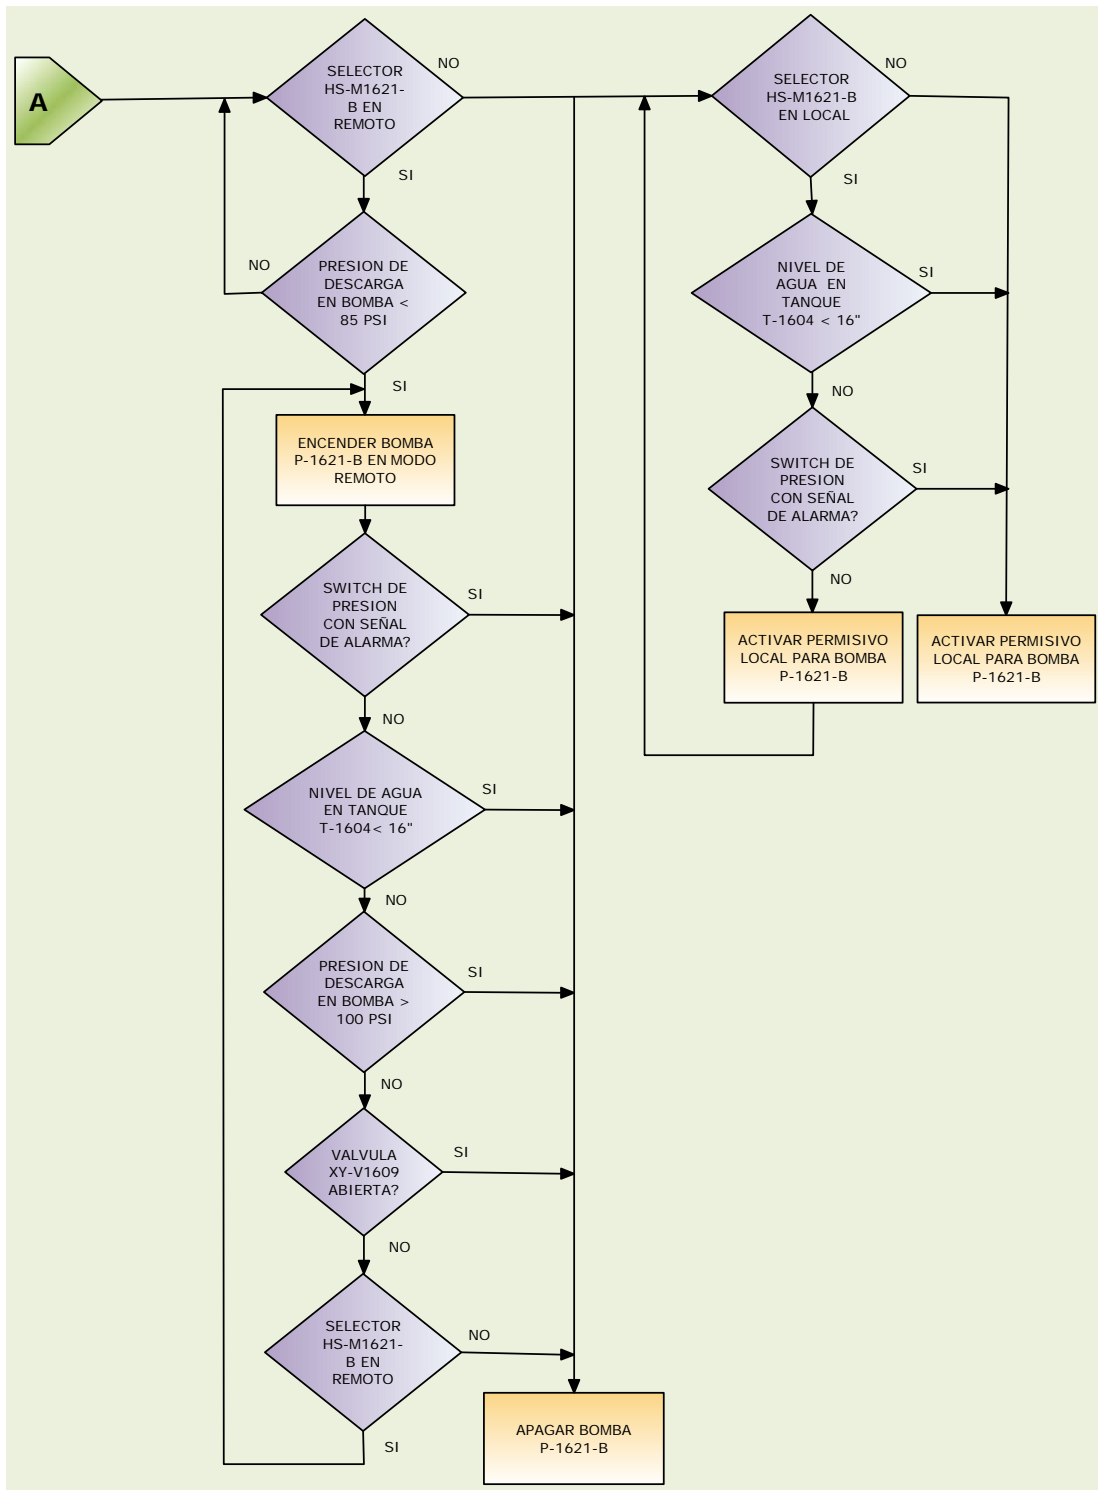 A
SELECTOR
HS-M1621-
B EN
REMOTO
NO
SI
PRESION DE
DESCARGA
EN BOMBA <
85 PSI
NO
SI
ENCENDER BOMBA
P-1621-B EN MODO
REMOTO
SWITCH DE
PRESION
CON SEÑAL
DE ALARMA?
SI
NO
NIVEL DE AGUA
EN TANQUE
T-1604< 16"
SI
NO
PRESION DE
DESCARGA
EN BOMBA >
100 PSI
SI
NO
VALVULA
XY-V1609
ABIERTA?
SI
NO
SELECTOR
HS-M1621-
B EN
REMOTO
NO
SI
APAGAR BOMBA
P-1621-B
SELECTOR
HS-M1621-B
EN LOCAL
NO
SI
NIVEL DE
AGUA EN
TANQUE
T-1604 < 16"
SI
NO
SWITCH DE
PRESION
CON SEÑAL
DE ALARMA?
SI
NO
ACTIVAR PERMISIVO
LOCAL PARA BOMBA
P-1621-B
ACTIVAR PERMISIVO
LOCAL PARA BOMBA
P-1621-B